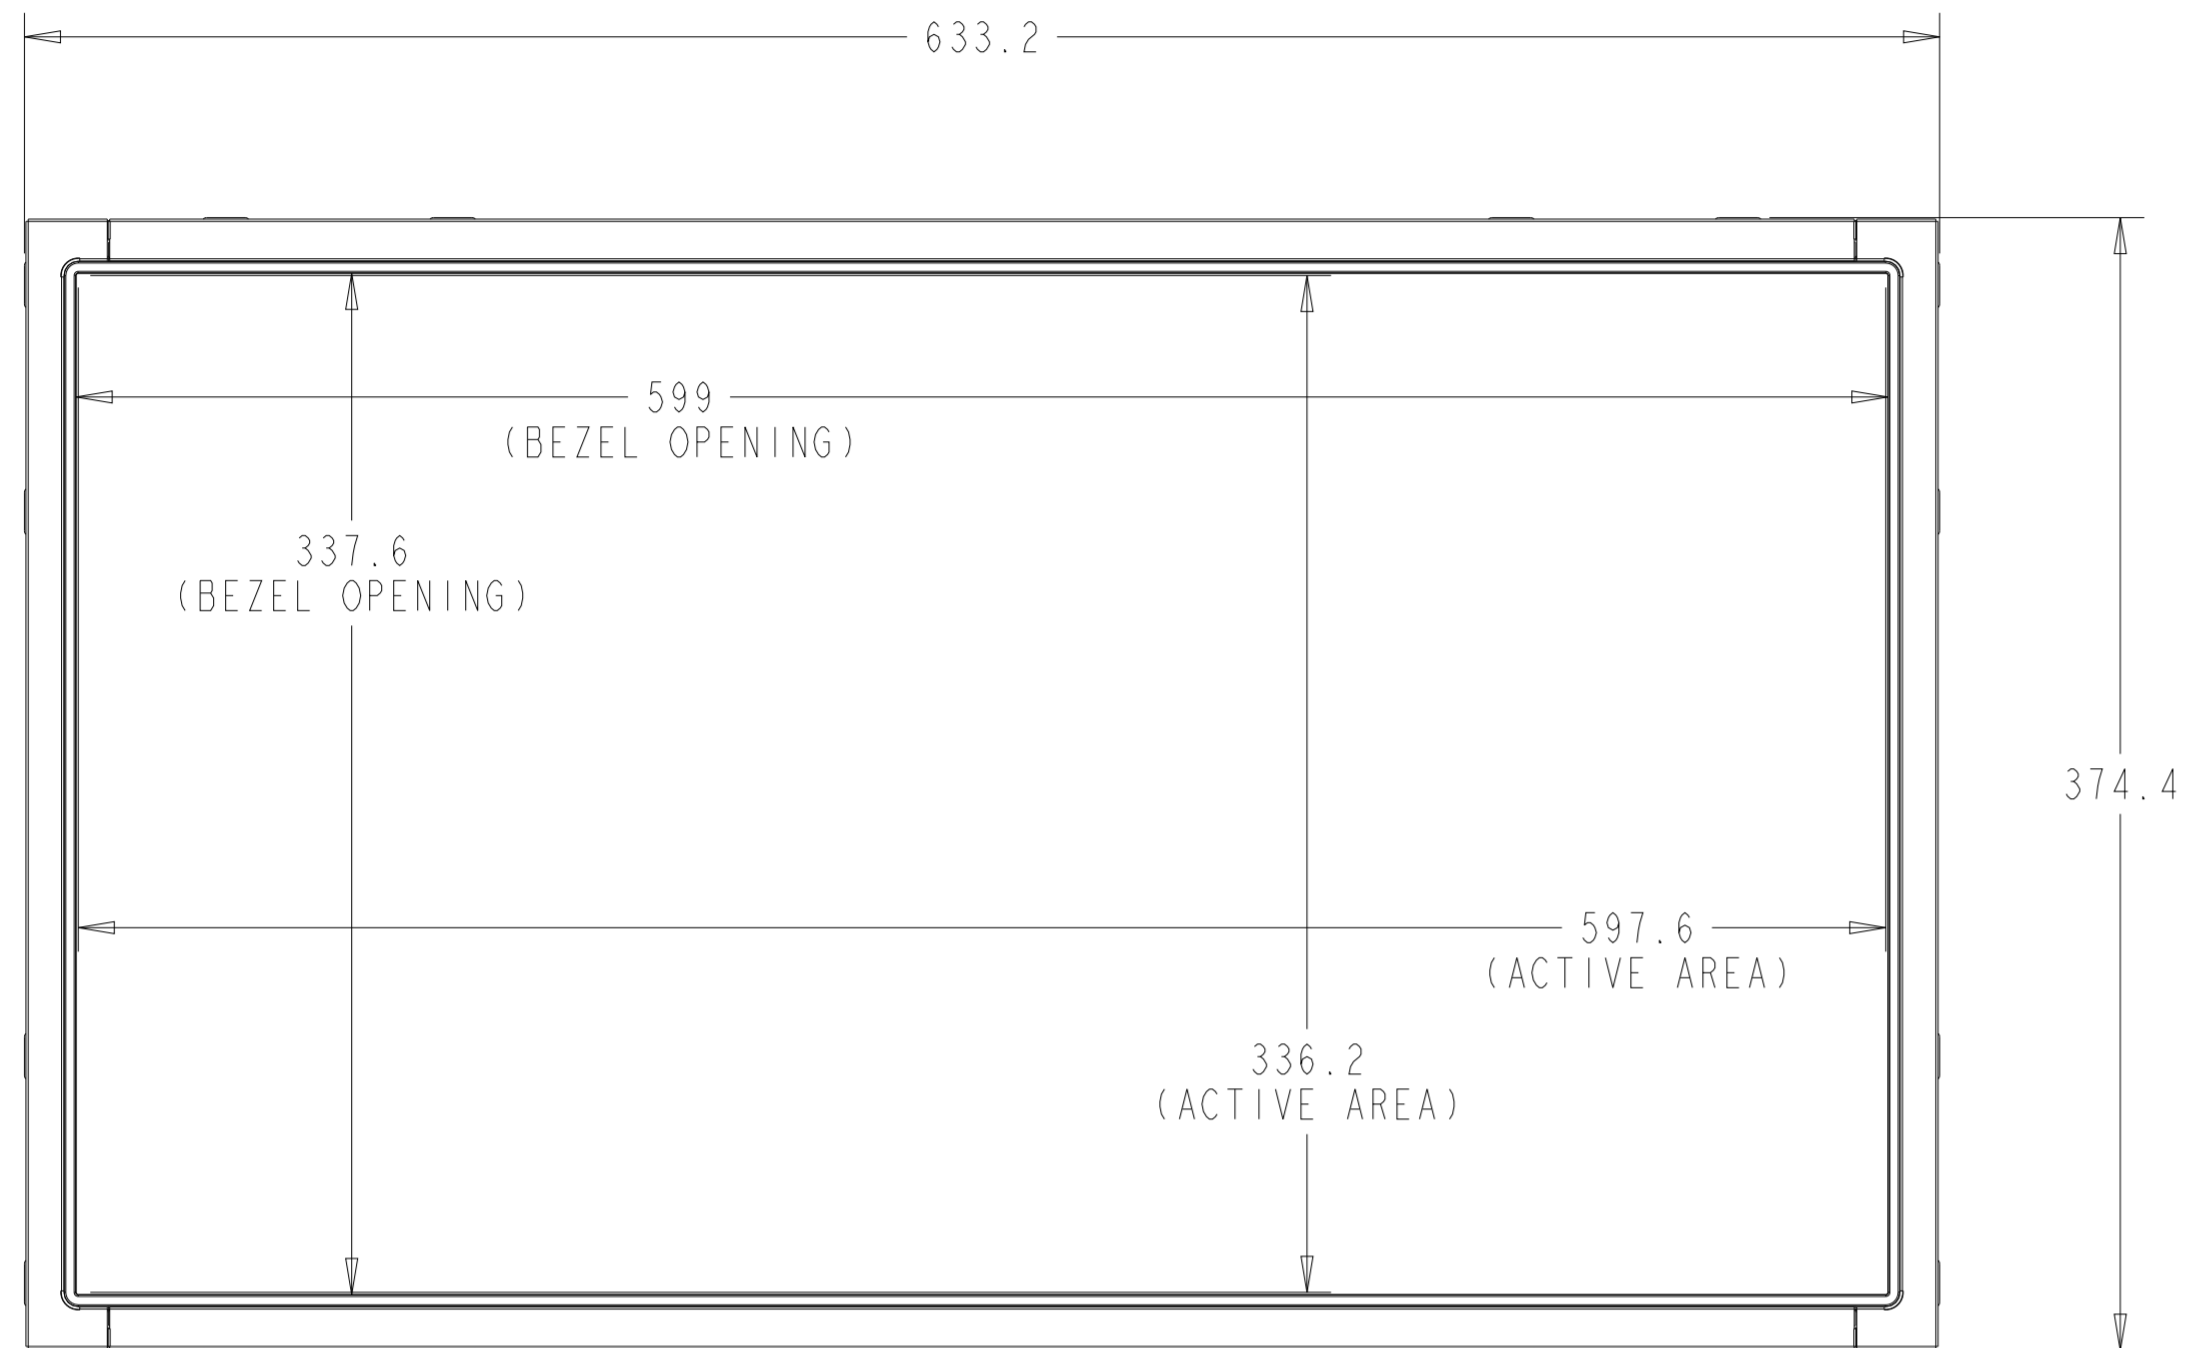 633.2
599
(BEZEL OPENING)
337.6
(BEZEL OPENING)
374.4
597.6
(ACTIVE AREA)
336.2
(ACTIVE AREA)